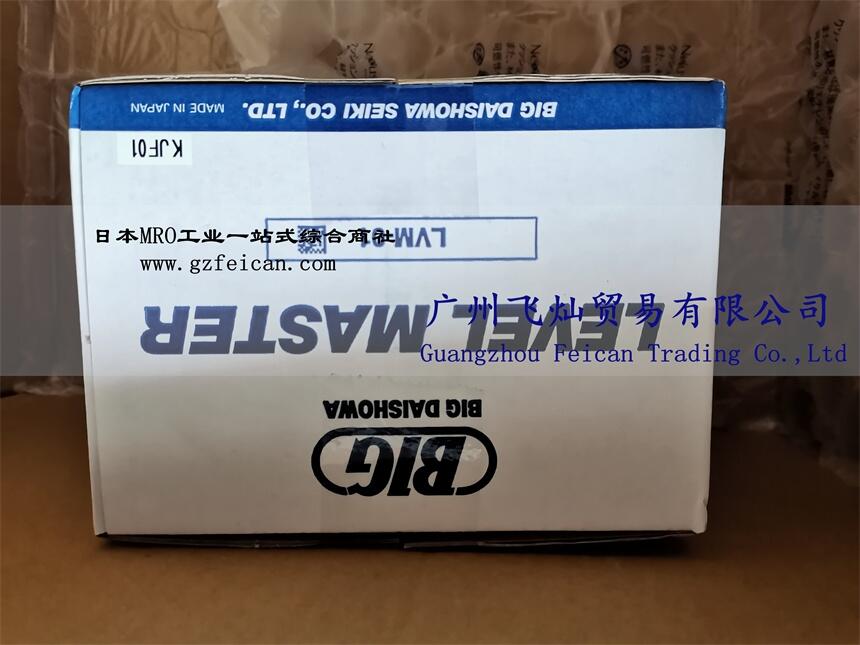 BIG DAISHOWA SEIKI CO., LTD. MADE IN JAPAN
KJF01
LVM-01
LEVEL MASTER
BIG DAISHOWA
BIG
日本MRO工业一站式综合商社
www.gzfeican.com
广州飞灿贸易有限公司
Guangzhou Feican Trading Co.,Ltd